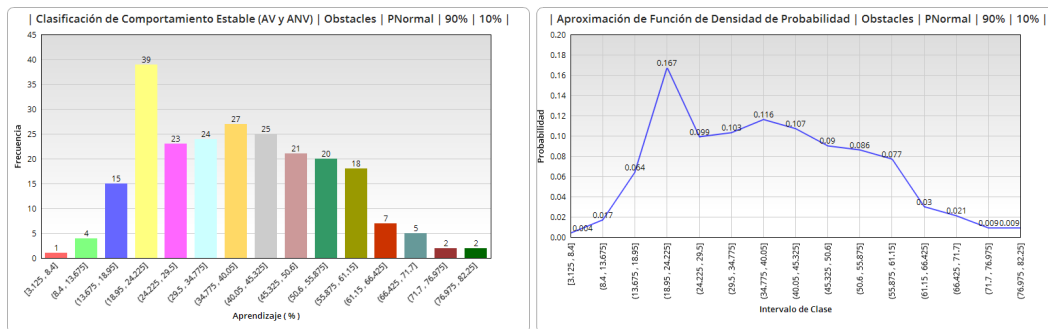 | Clasificación de Comportamiento Estable (AV y ANV) | Obstacles | PNormal | 90% | 10% |
45
40
35
30
25
20
15
10
5
0
Frecuencia
1
4
15
39
23
24
27
25
21
20
18
7
5
2
2
[3.125 , 8.4]
(8.4 , 13.675]
(13.675 , 18.95]
(18.95 , 24.225]
(24.225 , 29.5]
(29.5 , 34.775]
(34.775 , 40.05]
(40.05 , 45.325]
(45.325 , 50.6]
(50.6 , 55.875]
(55.875 , 61.15]
(61.15 , 66.425]
(66.425 , 71.7]
(71.7 , 76.975]
(76.975 , 82.25]
Aprendizaje ( % )
| Aproximación de Función de Densidad de Probabilidad | Obstacles | PNormal | 90% | 10% |
0.20
0.18
0.16
0.14
0.12
0.10
0.08
0.06
0.04
0.02
0.00
Probabilidad
0.004
0.017
0.064
0.167
0.099
0.103
0.116
0.107
0.09
0.086
0.077
0.03
0.021
0.009
0.009
[3.125 , 8.4]
(8.4 , 13.675]
(13.675 , 18.95]
(18.95 , 24.225]
(24.225 , 29.5]
(29.5 , 34.775]
(34.775 , 40.05]
(40.05 , 45.325]
(45.325 , 50.6]
(50.6 , 55.875]
(55.875 , 61.15]
(61.15 , 66.425]
(66.425 , 71.7]
(71.7 , 76.975]
(76.975 , 82.25]
Intervalo de Clase